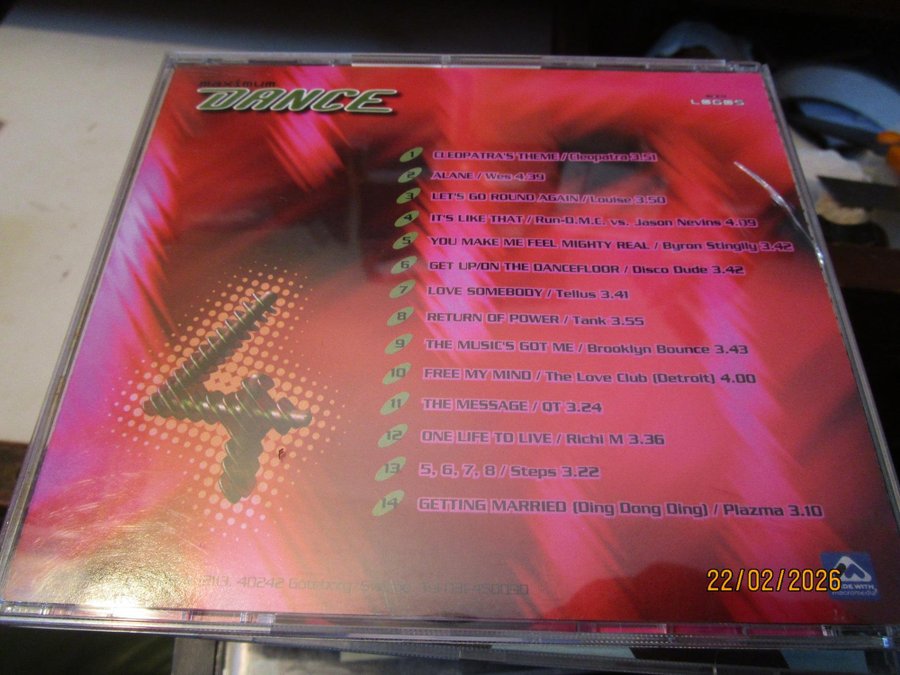 maximum
DANCE
LOGOS
1 CLEOPATRA'S THEME / Cleopatra 3.51
2 ALANE / Wes 4.39
3 LET'S GO ROUND AGAIN / Louise 3.50
4 IT'S LIKE THAT / Run-D.M.C. vs. Jason Nevins 4.09
5 YOU MAKE ME FEEL MIGHTY REAL / Byron Stingily 3.42
6 GET UP/ON THE DANCEFLOOR / Disco Dude 3.42
7 LOVE SOMEBODY / Tellus 3.41
8 RETURN OF POWER / Tank 3.55
9 THE MUSIC'S GOT ME / Brooklyn Bounce 3.43
10 FREE MY MIND / The Love Club (Detroit) 4.00
11 THE MESSAGE / QT 3.24
12 ONE LIFE TO LIVE / Richi M 3.36
13 5, 6, 7, 8 / Steps 3.22
14 GETTING MARRIED (Ding Dong Ding) / Plazma 3.10
4
40242 Göteborg
22/02/2026
MADE WITH
macromedia